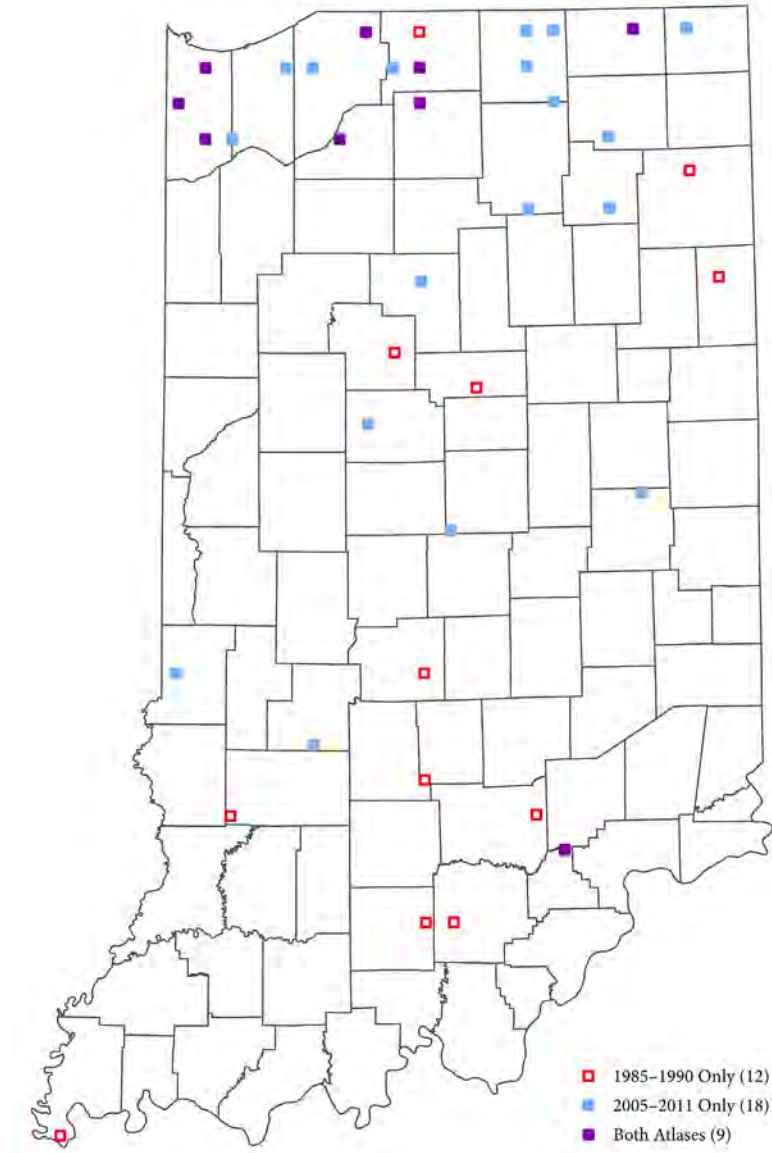 1985–1990 Only (12)
2005–2011 Only (18)
Both Atlases (9)